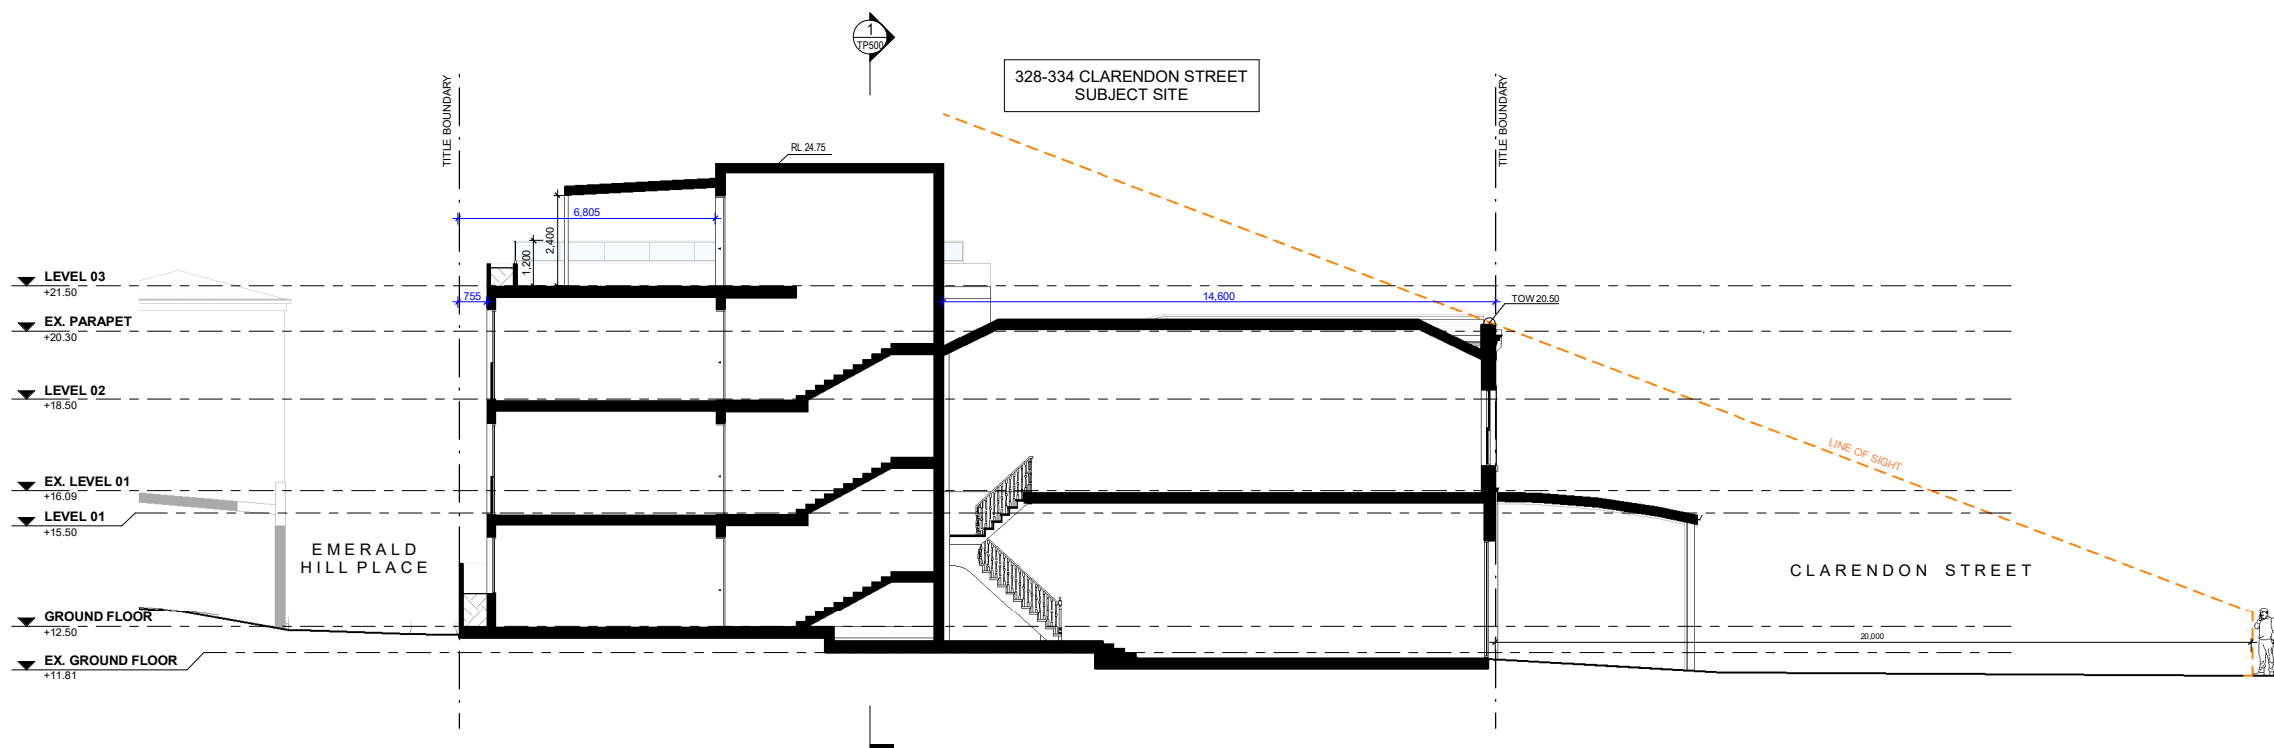 1
TP500
328-334 CLARENDON STREET
SUBJECT SITE
TITLE BOUNDARY
TITLE BOUNDARY
RL 24.75
6,805
2,400
1,200
LEVEL 03
+21.50
755
14,600
TOW 20.50
EX. PARAPET
+20.30
LEVEL 02
+18.50
LINE OF SIGHT
EX. LEVEL 01
+16.09
LEVEL 01
+15.50
EMERALD
HILL PLACE
CLARENDON STREET
GROUND FLOOR
+12.50
20,000
EX. GROUND FLOOR
+11.81